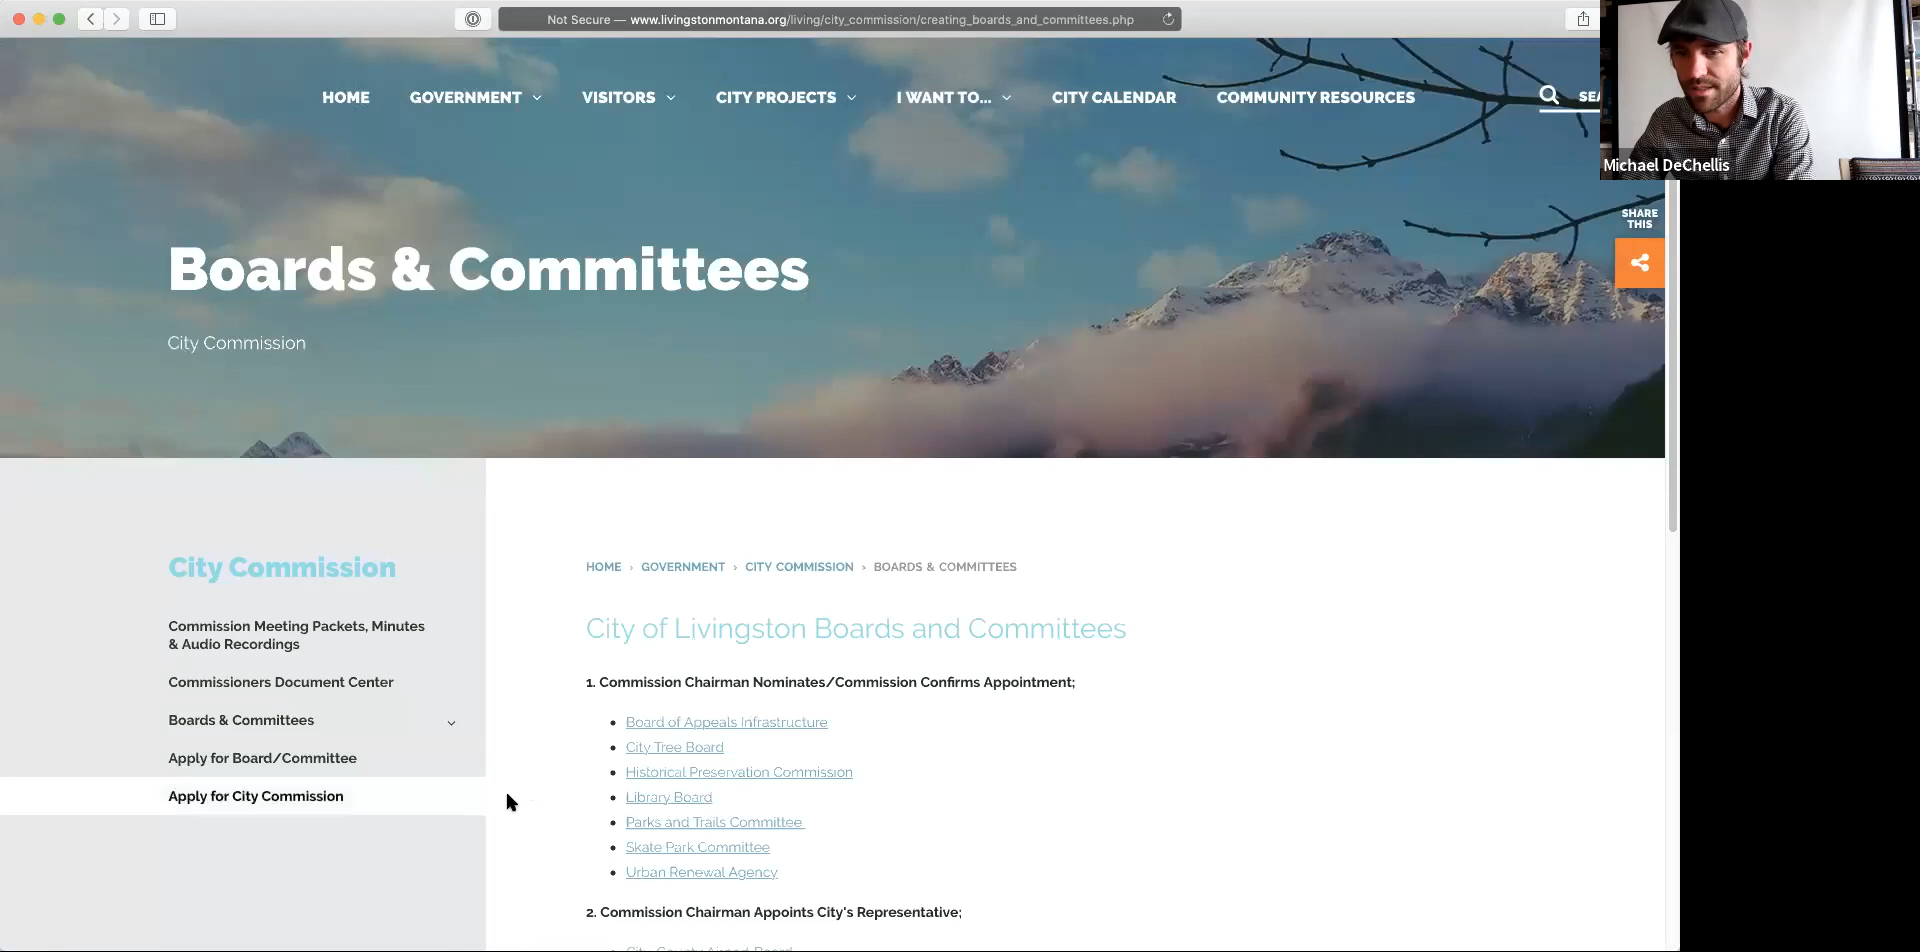 Not Secure — www.livingstonmontana.org/living/city_commission/creating_boards_and_committees.php
HOME GOVERNMENT VISITORS CITY PROJECTS I WANT TO... CITY CALENDAR COMMUNITY RESOURCES
Michael DeChellis
SHARE
THIS
Boards & Committees
City Commission
City Commission
Commission Meeting Packets, Minutes
& Audio Recordings
Commissioners Document Center
Boards & Committees
Apply for Board/Committee
Apply for City Commission
HOME › GOVERNMENT › CITY COMMISSION › BOARDS & COMMITTEES
City of Livingston Boards and Committees
1. Commission Chairman Nominates/Commission Confirms Appointment;
• Board of Appeals Infrastructure
• City Tree Board
• Historical Preservation Commission
• Library Board
• Parks and Trails Committee
• Skate Park Committee
• Urban Renewal Agency
2. Commission Chairman Appoints City's Representative;